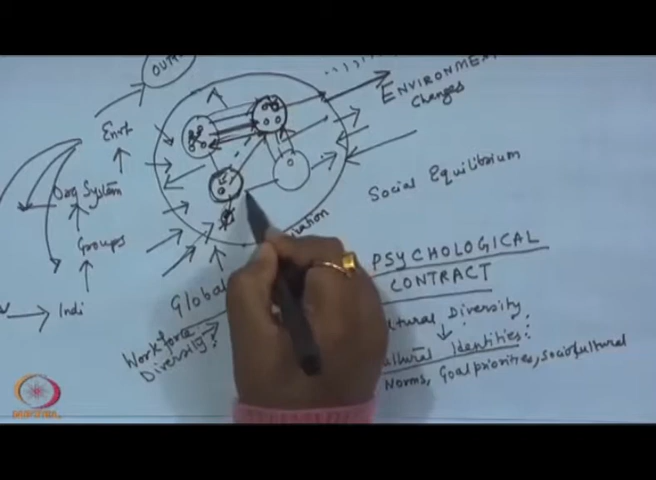 OUTP
ENVIRONMENT
Changes
Envt
Org System
Social Equilibrium
Groups
PSYCHOLOGICAL
CONTRACT
Indi
Global
Workforce
Diversity:
Cultural Diversity
Cultural Identities:
Norms, Goal priorities, Sociocultural